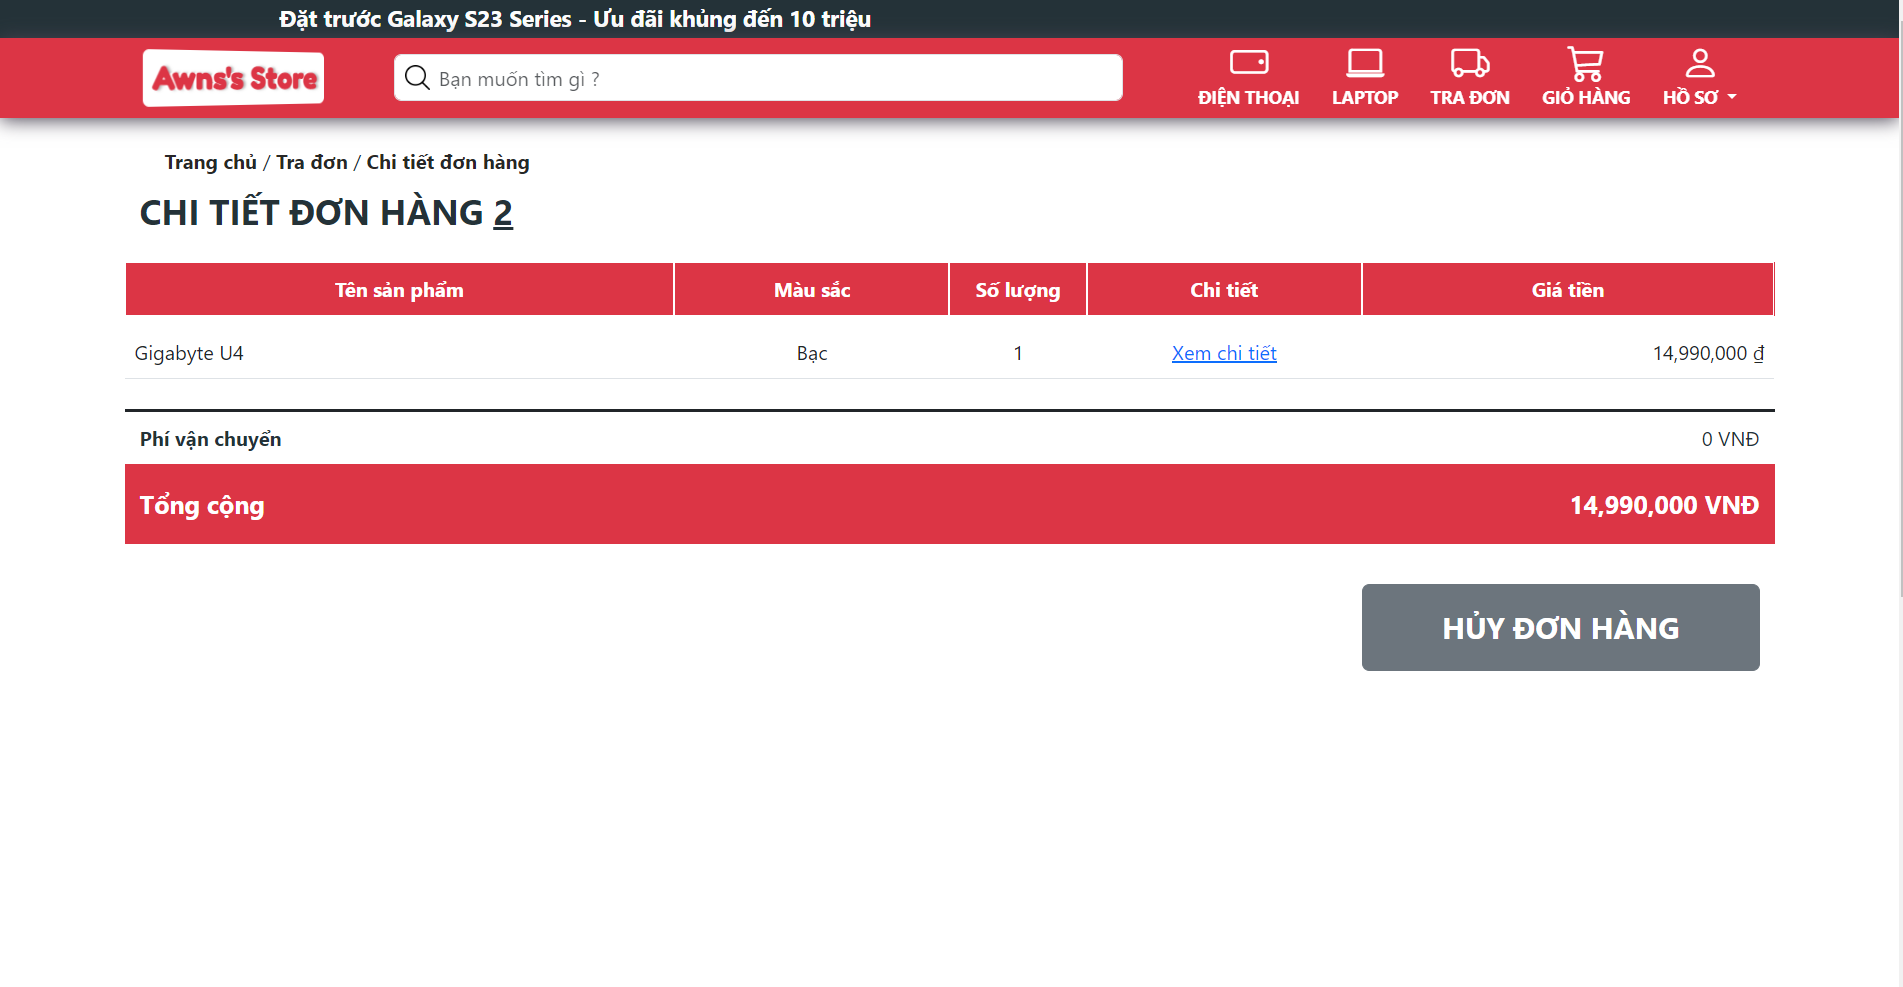 Đặt trước Galaxy S23 Series - Ưu đãi khủng đến 10 triệu
Awns's Store
Bạn muốn tìm gì ?
ĐIỆN THOẠI
LAPTOP
TRA ĐƠN
GIỎ HÀNG
HỒ SƠ
Trang chủ / Tra đơn / Chi tiết đơn hàng
CHI TIẾT ĐƠN HÀNG 2
Tên sản phẩm Màu sắc Số lượng Chi tiết Giá tiền
Gigabyte U4 Bạc 1 Xem chi tiết 14,990,000 ₫
Phí vận chuyển 0 VNĐ
Tổng cộng 14,990,000 VNĐ
HỦY ĐƠN HÀNG